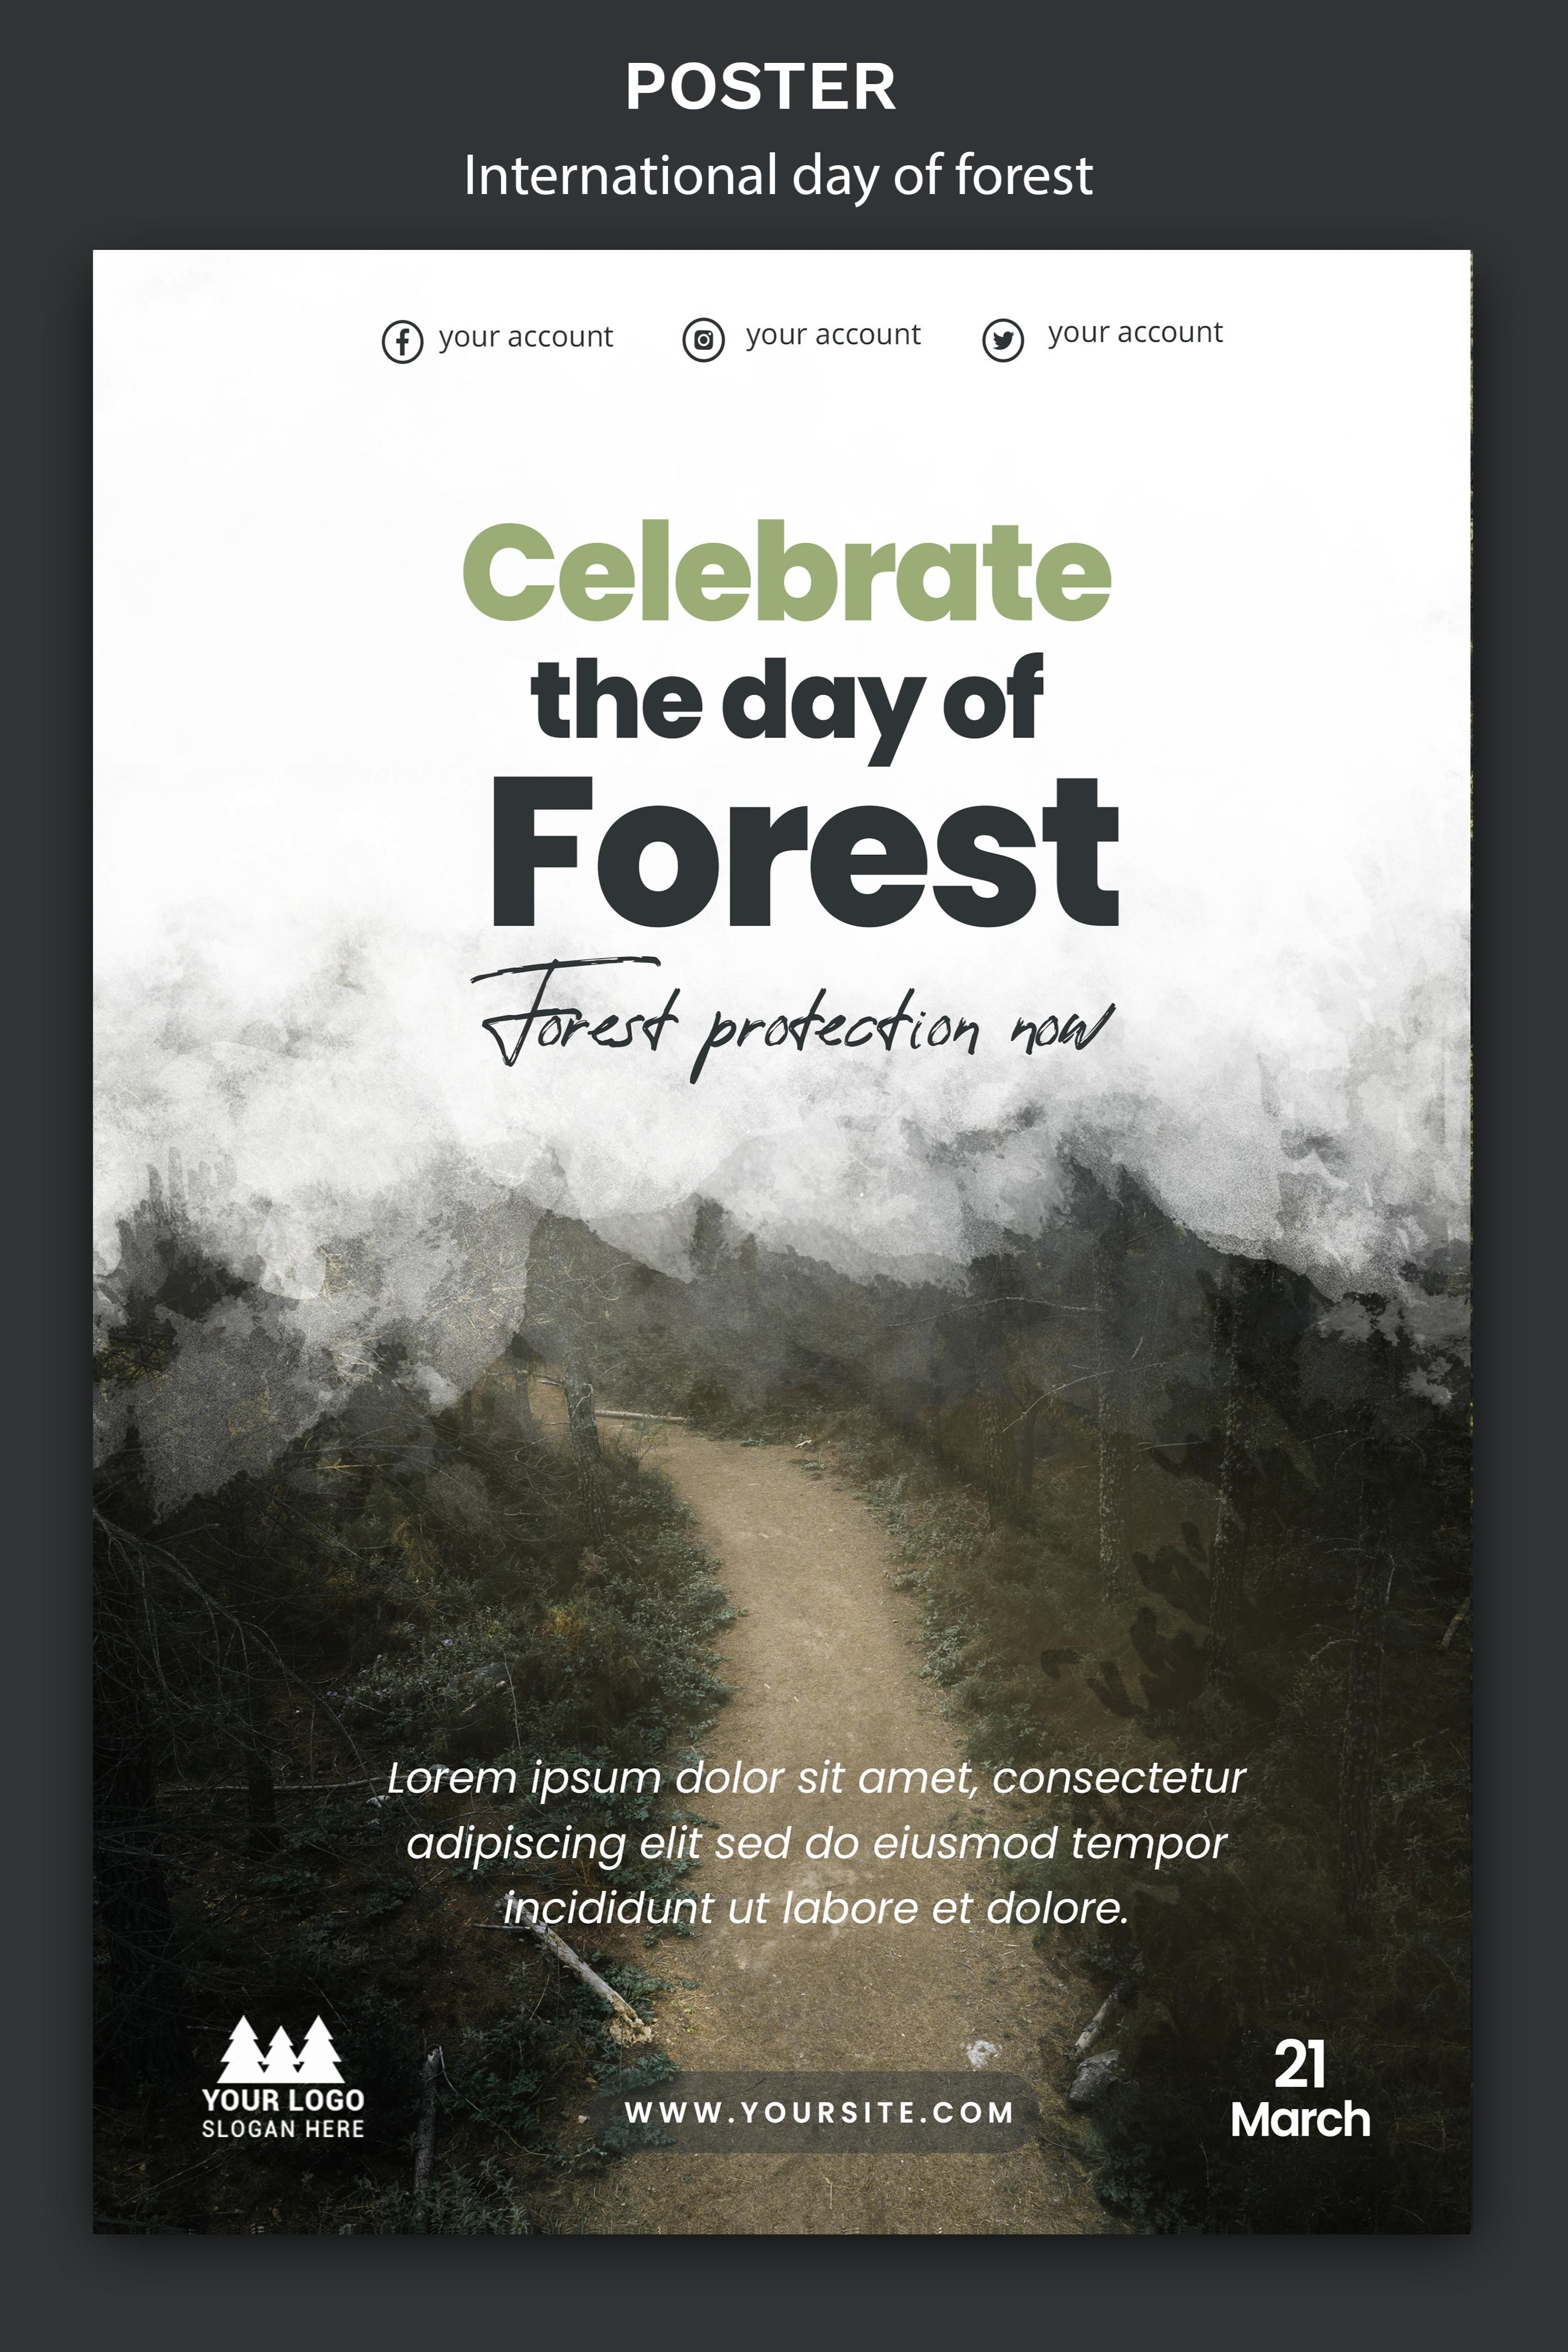 POSTER
International day of forest
your account your account your account
Celebrate
the day of
Forest
Forest protection now
Lorem ipsum dolor sit amet, consectetur
adipiscing elit sed do eiusmod tempor
incididunt ut labore et dolore.
YOUR LOGO
SLOGAN HERE
WWW.YOURSITE.COM
21
March